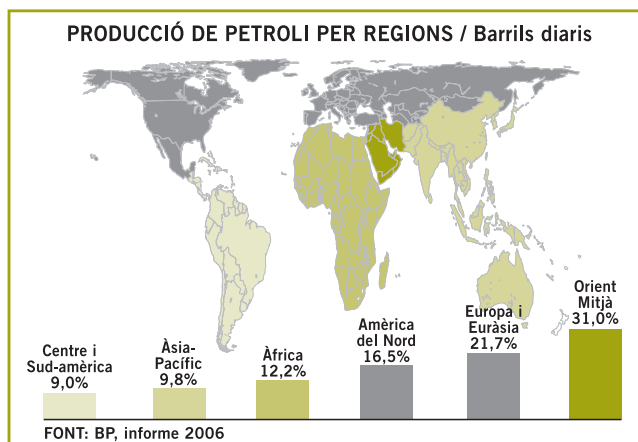 PRODUCCIÓ DE PETROLI PER REGIONS / Barrils diaris
Centre i
Sud-amèrica
9,0%
Àsia-
Pacífic
9,8%
Àfrica
12,2%
Amèrica
del Nord
16,5%
Europa i
Euràsia
21,7%
Orient
Mitjà
31,0%
FONT: BP, informe 2006